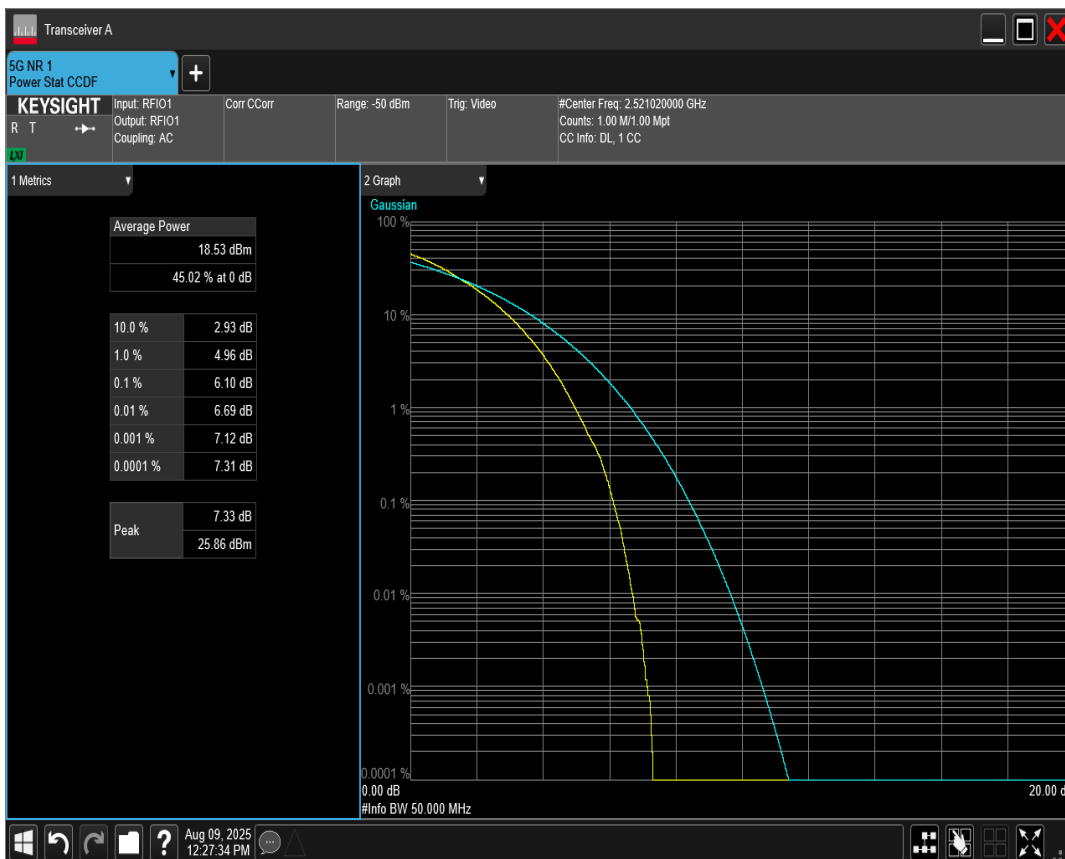 Transceiver A
5G NR 1
Power Stat CCDF
+
KEYSIGHT
R T
LXI
Input: RFIO1
Output: RFIO1
Coupling: AC
Corr CCorr
Range: -50 dBm
Trig: Video
#Center Freq: 2.521020000 GHz
Counts: 1.00 M/1.00 Mpt
CC Info: DL, 1 CC
1 Metrics
Average Power
18.53 dBm
45.02 % at 0 dB
10.0 % 2.93 dB
1.0 % 4.96 dB
0.1 % 6.10 dB
0.01 % 6.69 dB
0.001 % 7.12 dB
0.0001 % 7.31 dB
Peak 7.33 dB
25.86 dBm
2 Graph
Gaussian
100 %
10 %
1 %
0.1 %
0.01 %
0.001 %
0.0001 %
0.00 dB 20.00 d
#Info BW 50.000 MHz
?
Aug 09, 2025
12:27:34 PM